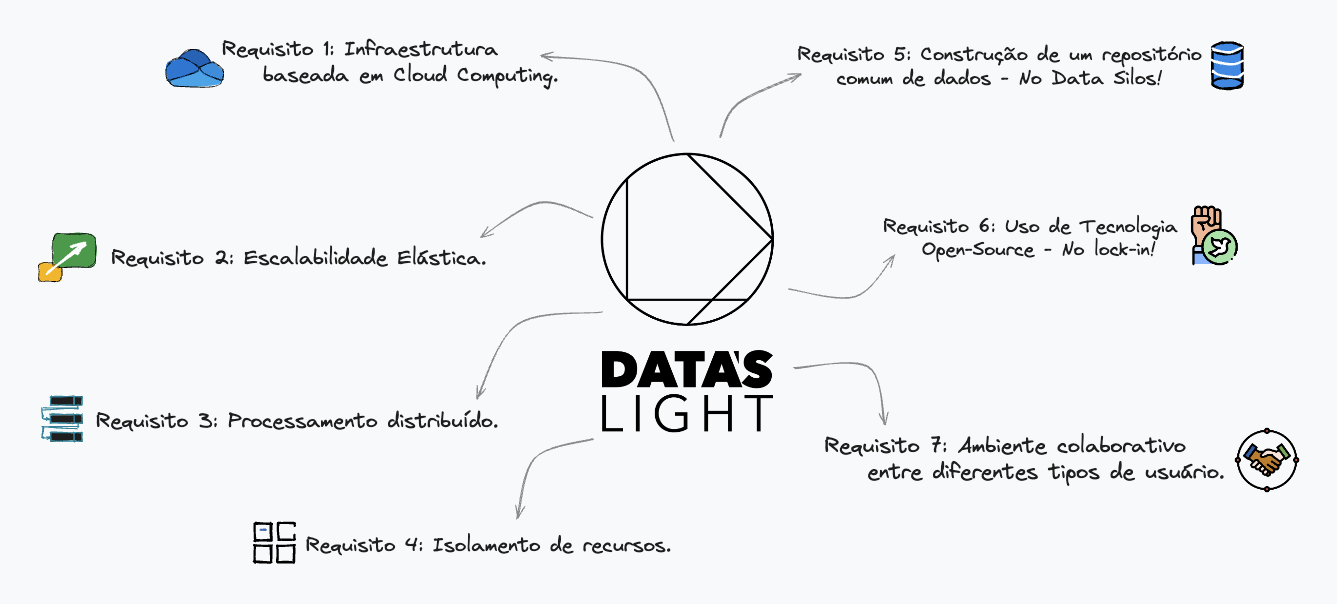 Requisito 1: Infraestrutura
baseada em Cloud Computing.
Requisito 2: Escalabilidade Elástica.
Requisito 3: Processamento distribuído.
Requisito 4: Isolamento de recursos.
DATA'S
LIGHT
Requisito 5: Construção de um repositório
comum de dados - No Data Silos!
Requisito 6: Uso de Tecnologia
Open-Source - No lock-in!
Requisito 7: Ambiente colaborativo
entre diferentes tipos de usuário.